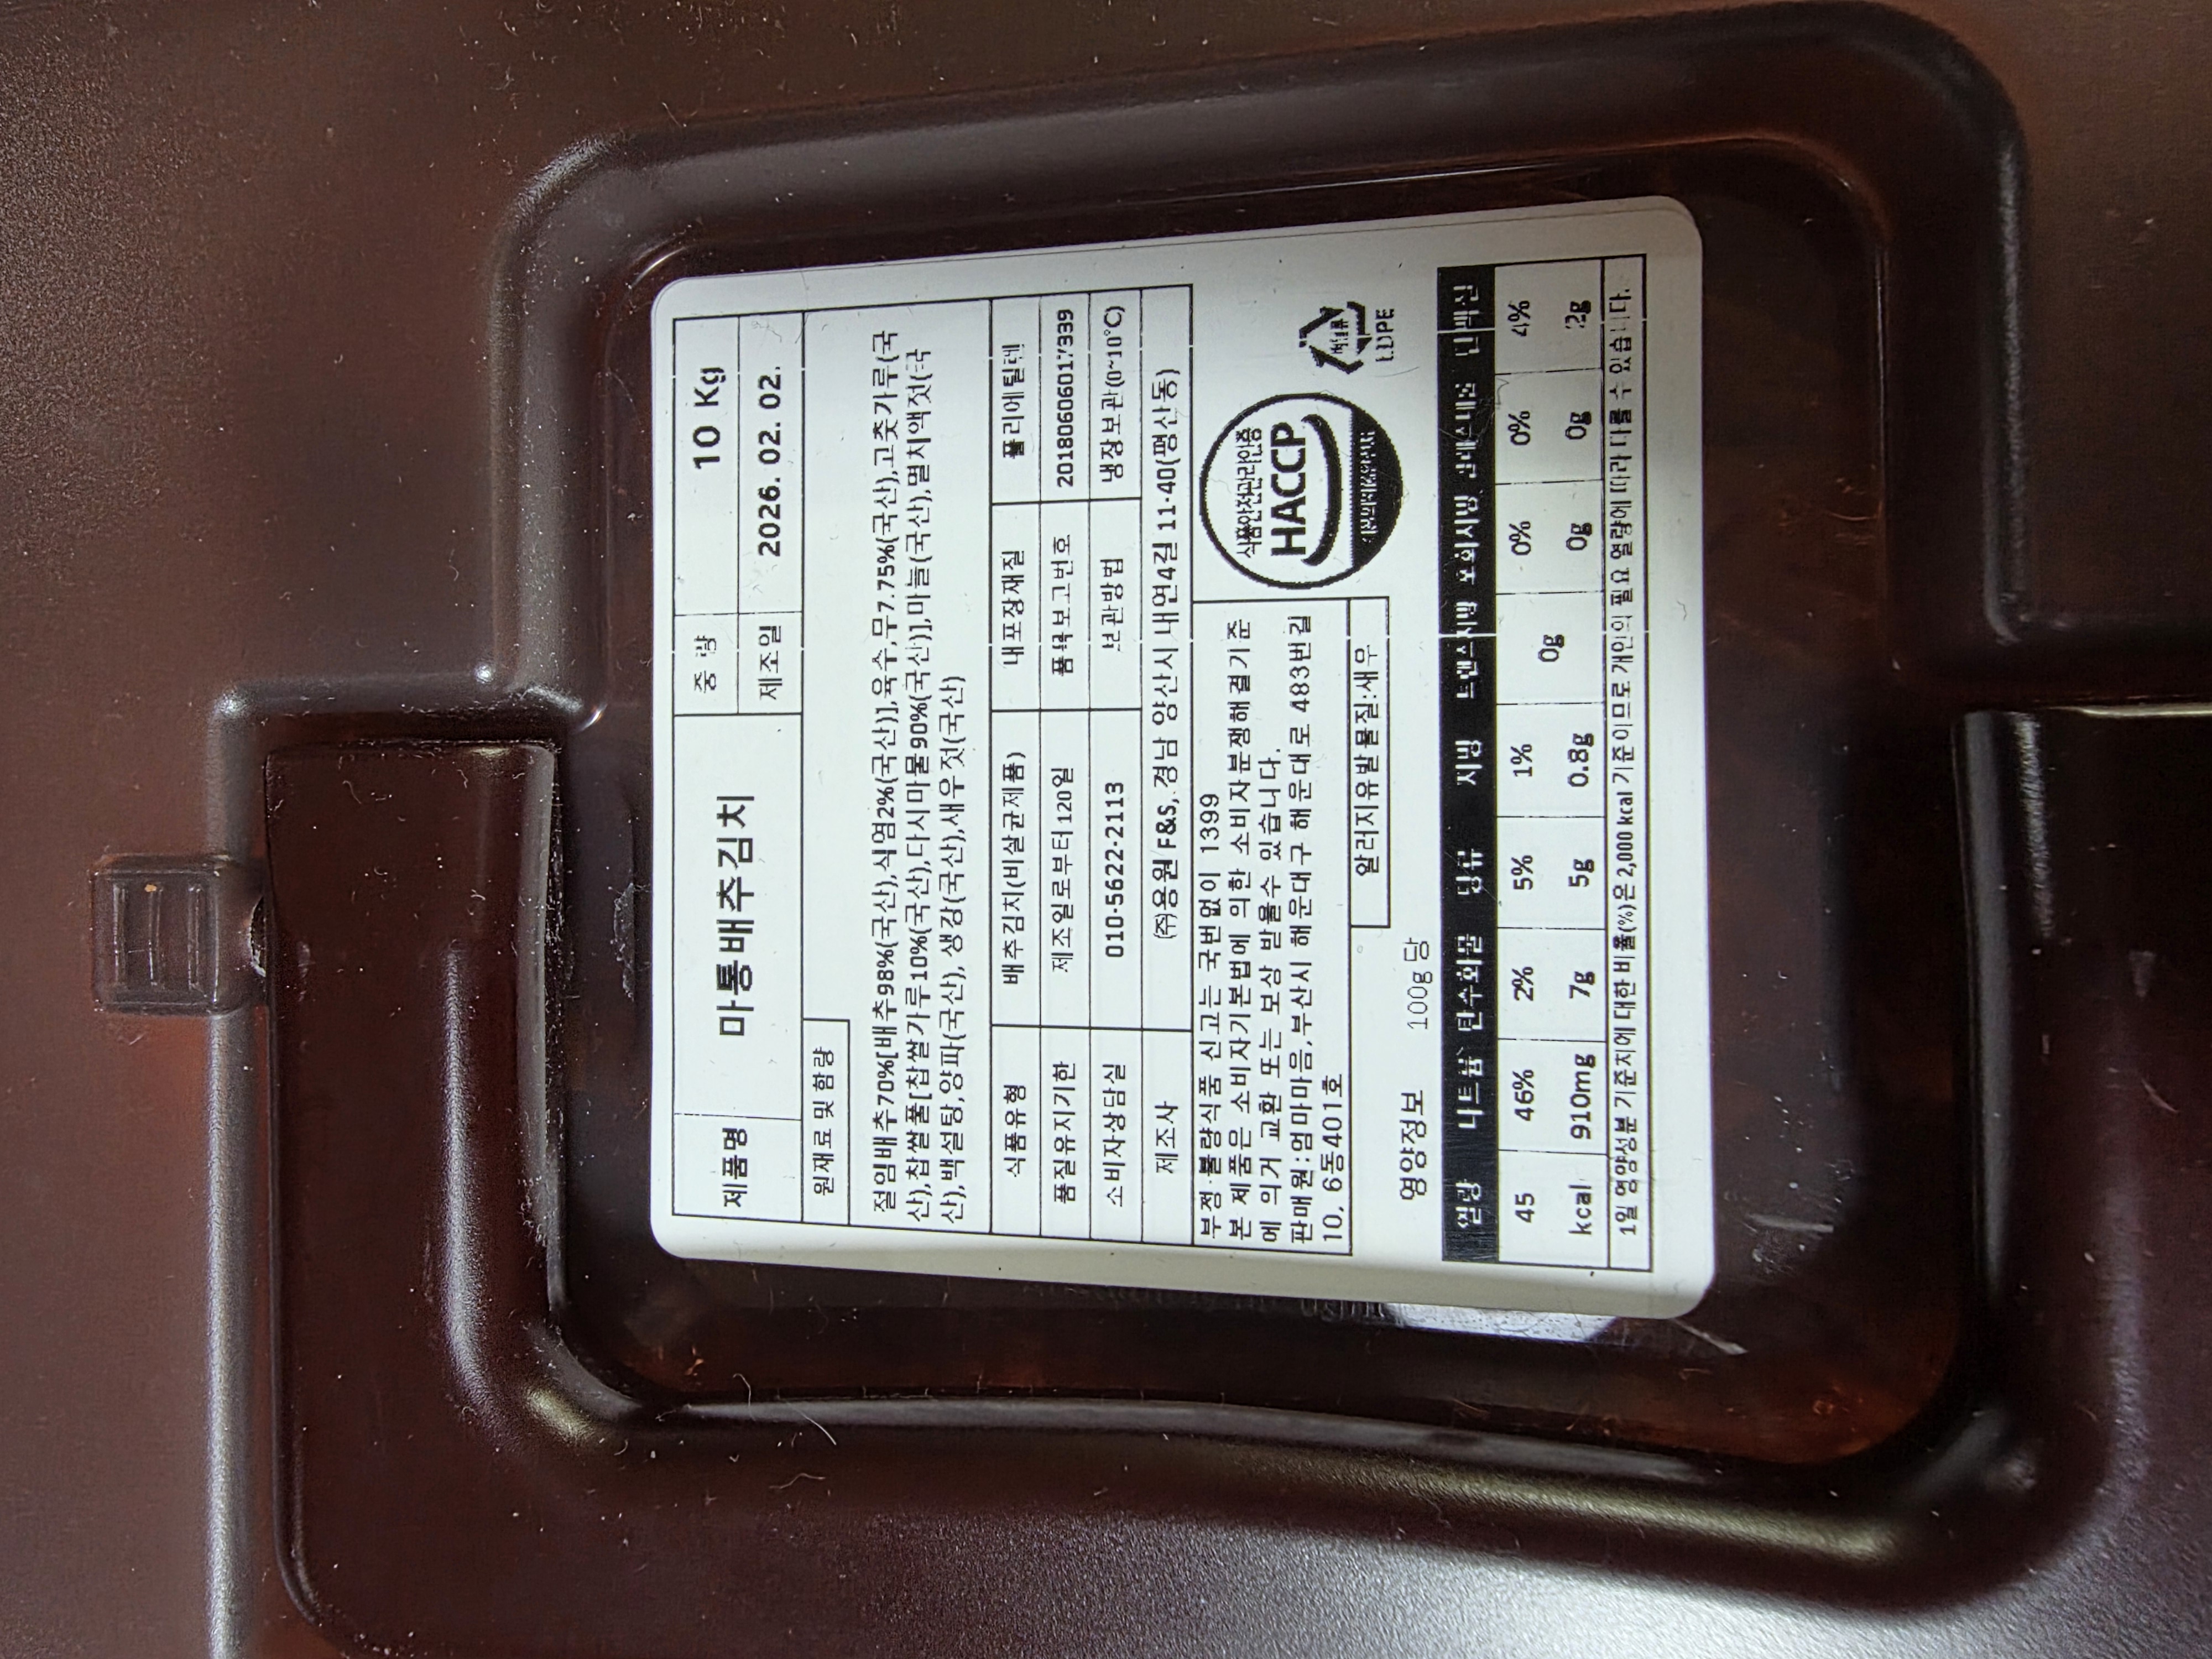 제품명 마통배추김치 중 량 10 Kg
제조일 2026. 02. 02.
원재료 및 함량
절임배추70%[배추98%(국산),식염2%(국산)],육수,무7.75%(국산),고춧가루(국
산),찹쌀풀[찹쌀가루10%(국산),다시마물90%(국산)],마늘(국산),멸치액젓(국
산),백설탕,양파(국산), 생강(국산),새우젓(국산)
식품유형 배추김치(비살균제품) 내포장재질 폴리에틸렌
품질유지기한 제조일로부터120일 품목보고번호 20180606017339
소비자상담실 010-5622-2113 보관방법 냉장보관(0~10℃)
제조사 (주)용원 F&S, 경남 양산시 내연4길 11-40(평산동)
부정·불량식품 신고는 국번없이 1399
본 제품은 소비자기본법에 의한 소비자분쟁해결기준
에 의거 교환 또는 보상 받을수 있습니다.
판매원:엄마마음,부산시 해운대구 해운대로 483번길
10, 6동401호
알러지유발물질:새우
식품안전관리인증
HACCP
LDPE
영양정보 100g 당
열량 나트륨 탄수화물 당류 지방 트랜스지방 포화지방 콜레스테롤 단백질
45 46% 2% 5% 1% 0g 0% 0% 4%
kcal 910mg 7g 5g 0.8g 0g 0g 2g
1일 영양성분 기준치에 대한 비율(%)은 2,000 kcal 기준이므로 개인의 필요 열량에 따라 다를 수 있습니다.